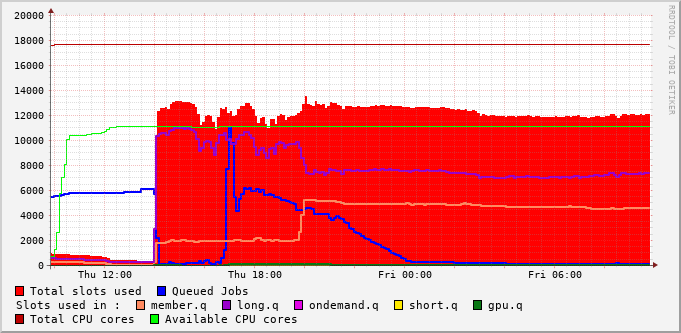 RRDTOOL / TOBI OETIKER
20000
18000
16000
14000
12000
10000
8000
6000
4000
2000
0
Thu 12:00 Thu 18:00 Fri 00:00 Fri 06:00
Total slots used Queued Jobs
Slots used in : member.q long.q ondemand.q short.q gpu.q
Total CPU cores Available CPU cores